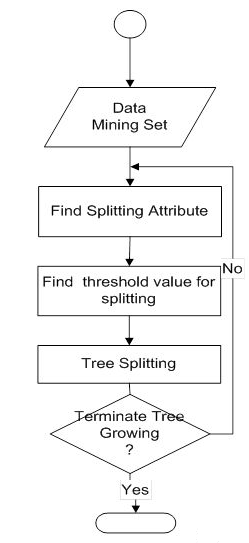 Data
Mining Set
Find Splitting Attribute
Find threshold value for
splitting
Tree Splitting
Terminate Tree
Growing
?
No
Yes